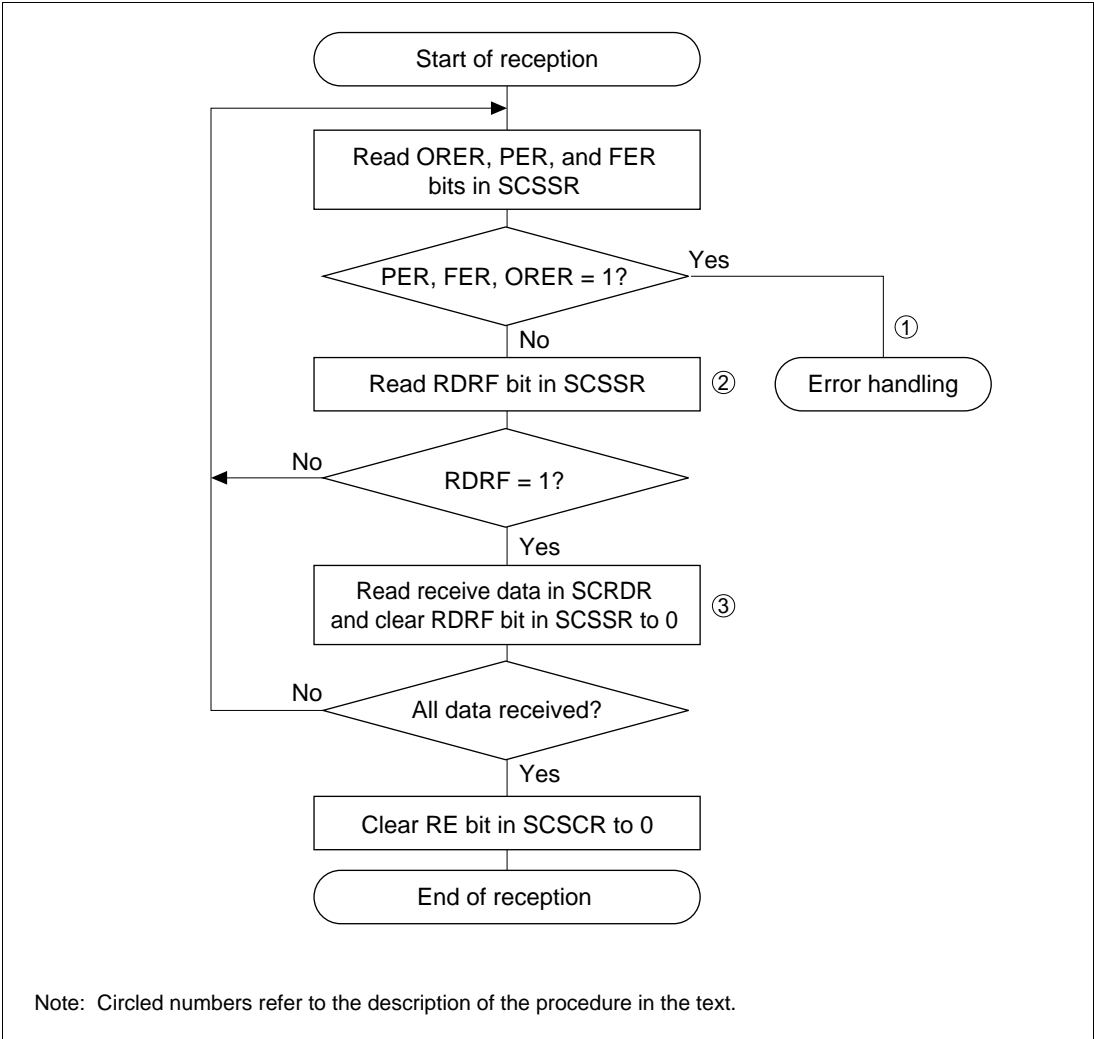 Start of reception
Read ORER, PER, and FER
bits in SCSSR
PER, FER, ORER = 1?
Yes
①
No
Read RDRF bit in SCSSR
②
Error handling
No
RDRF = 1?
Yes
Read receive data in SCRDR
and clear RDRF bit in SCSSR to 0
③
No
All data received?
Yes
Clear RE bit in SCSCR to 0
End of reception
Note: Circled numbers refer to the description of the procedure in the text.